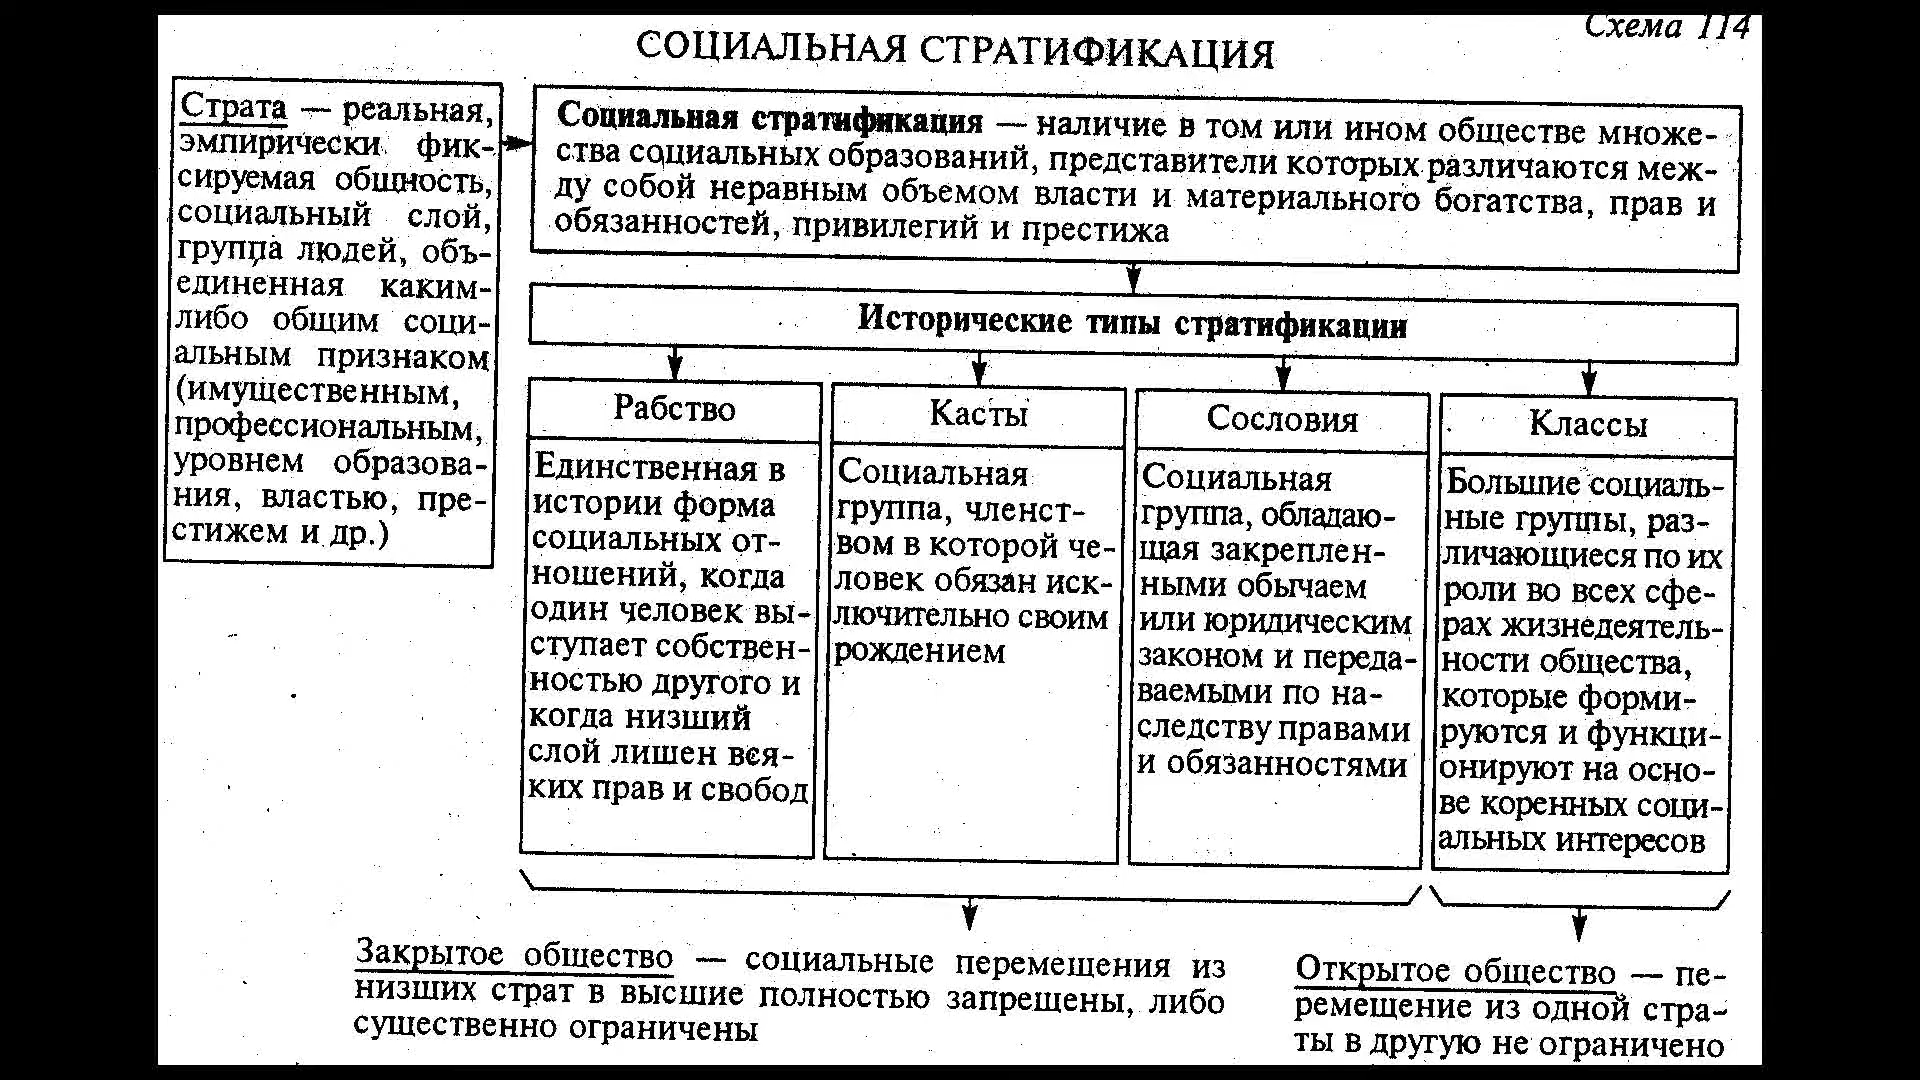 Схема 114
СОЦИАЛЬНАЯ СТРАТИФИКАЦИЯ
Страта — реальная,
эмпирически фик-
сируемая общность,
социальный слой,
группа людей, объ-
единенная каким-
либо общим соци-
альным признаком
(имущественным,
профессиональным,
уровнем образова-
ния, властью, пре-
стижем и др.)
Социальная стратификация — наличие в том или ином обществе множе-
ства социальных образований, представители которых различаются меж-
ду собой неравным объемом власти и материального богатства, прав и
обязанностей, привилегий и престижа
Исторические типы стратификации
Рабство
Единственная в
истории форма
социальных от-
ношений, когда
один человек вы-
ступает собствен-
ностью другого и
когда низший
слой лишен вся-
ких прав и свобод
Касты
Социальная
группа, членст-
вом в которой че-
ловек обязан иск-
лючительно своим
рождением
Сословия
Социальная
группа, обладаю-
щая закреплен-
ными обычаем
или юридическим
законом и переда-
ваемыми по на-
следству правами
и обязанностями
Классы
Большие социаль-
ные группы, раз-
личающиеся по их
роли во всех сфе-
рах жизнедеятель-
ности общества,
которые форми-
руются и функци-
онируют на осно-
ве коренных соци-
альных интересов
Закрытое общество — социальные перемещения из
низших страт в высшие полностью запрещены, либо
существенно ограничены
Открытое общество — пе-
ремещение из одной стра-
ты в другую не ограничено